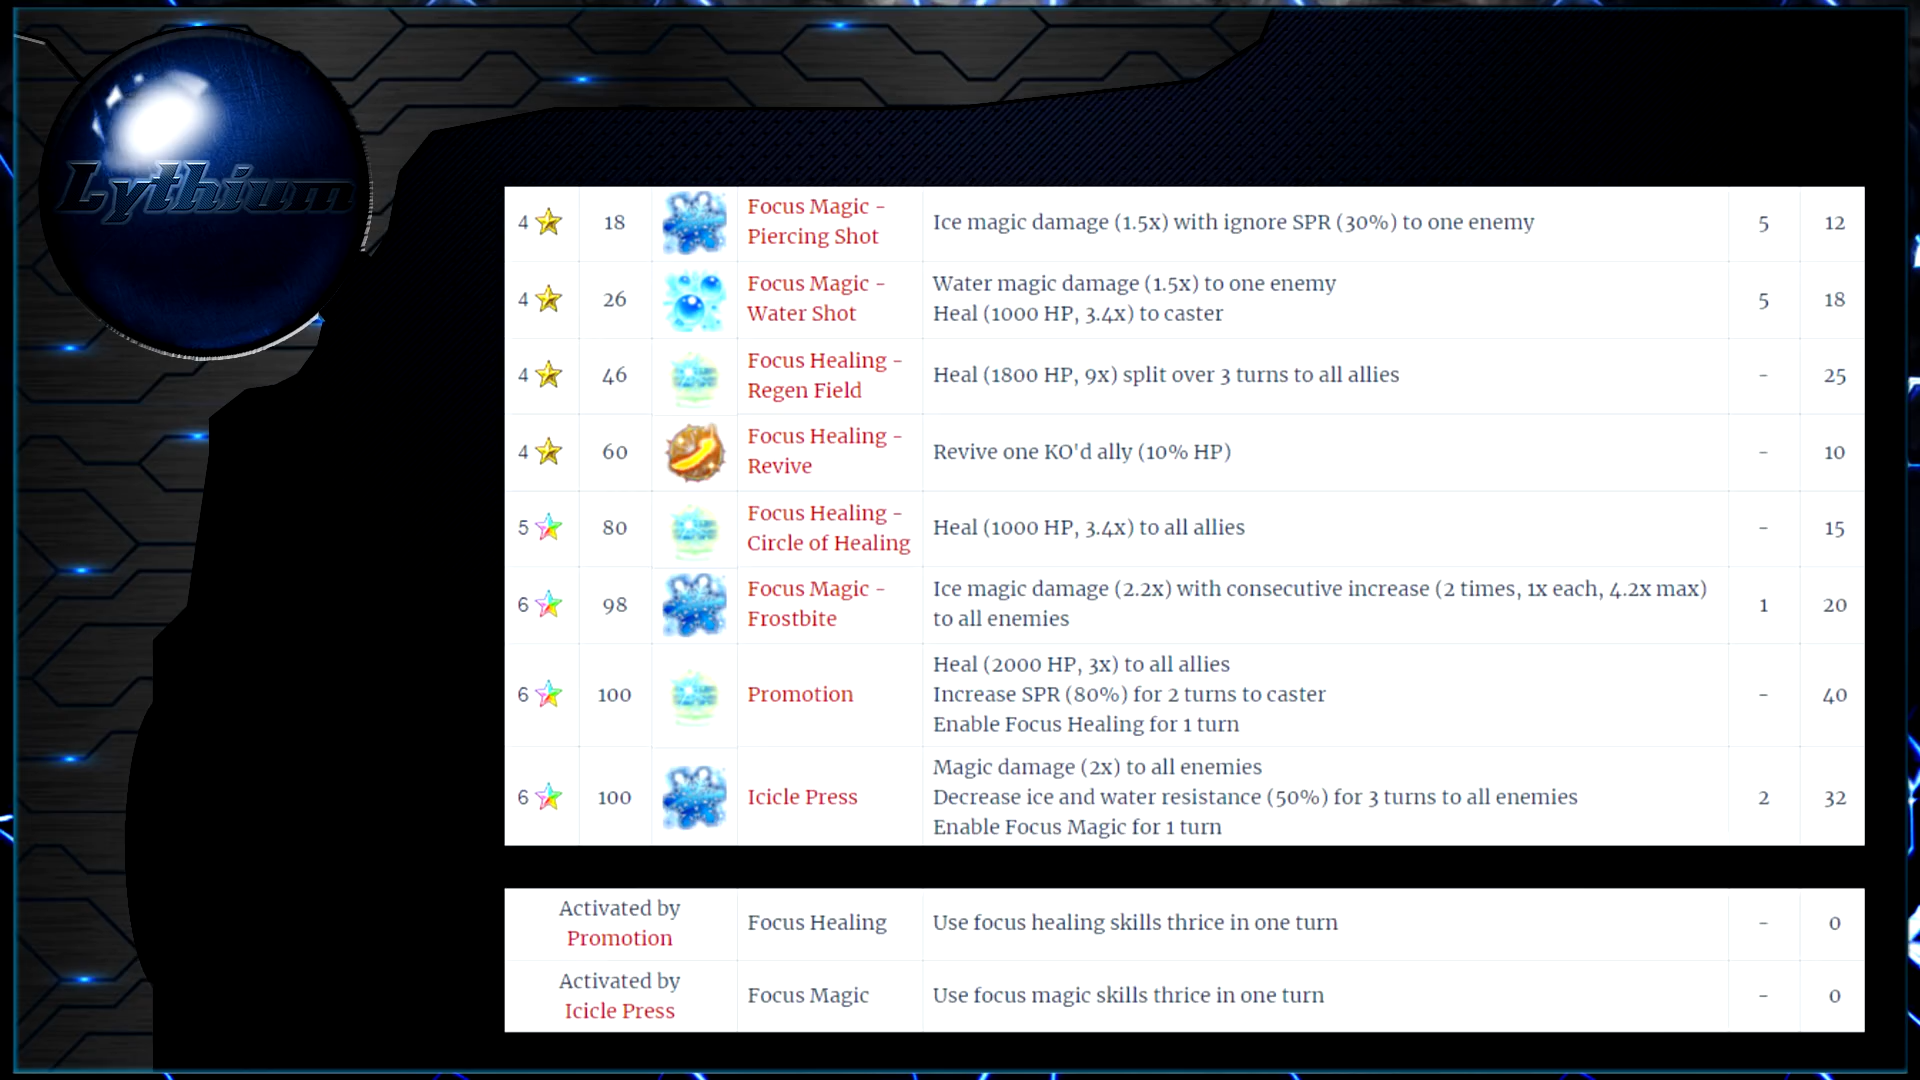 Lythium
4 18 Focus Magic - Piercing Shot Ice magic damage (1.5x) with ignore SPR (30%) to one enemy 5 12
4 26 Focus Magic - Water Shot Water magic damage (1.5x) to one enemy
Heal (1000 HP, 3.4x) to caster 5 18
4 46 Focus Healing - Regen Field Heal (1800 HP, 9x) split over 3 turns to all allies - 25
4 60 Focus Healing - Revive Revive one KO'd ally (10% HP) - 10
5 80 Focus Healing - Circle of Healing Heal (1000 HP, 3.4x) to all allies - 15
6 98 Focus Magic - Frostbite Ice magic damage (2.2x) with consecutive increase (2 times, 1x each, 4.2x max)
to all enemies 1 20
6 100 Promotion Heal (2000 HP, 3x) to all allies
Increase SPR (80%) for 2 turns to caster
Enable Focus Healing for 1 turn - 40
6 100 Icicle Press Magic damage (2x) to all enemies
Decrease ice and water resistance (50%) for 3 turns to all enemies
Enable Focus Magic for 1 turn 2 32
Activated by Promotion Focus Healing Use focus healing skills thrice in one turn - 0
Activated by Icicle Press Focus Magic Use focus magic skills thrice in one turn - 0